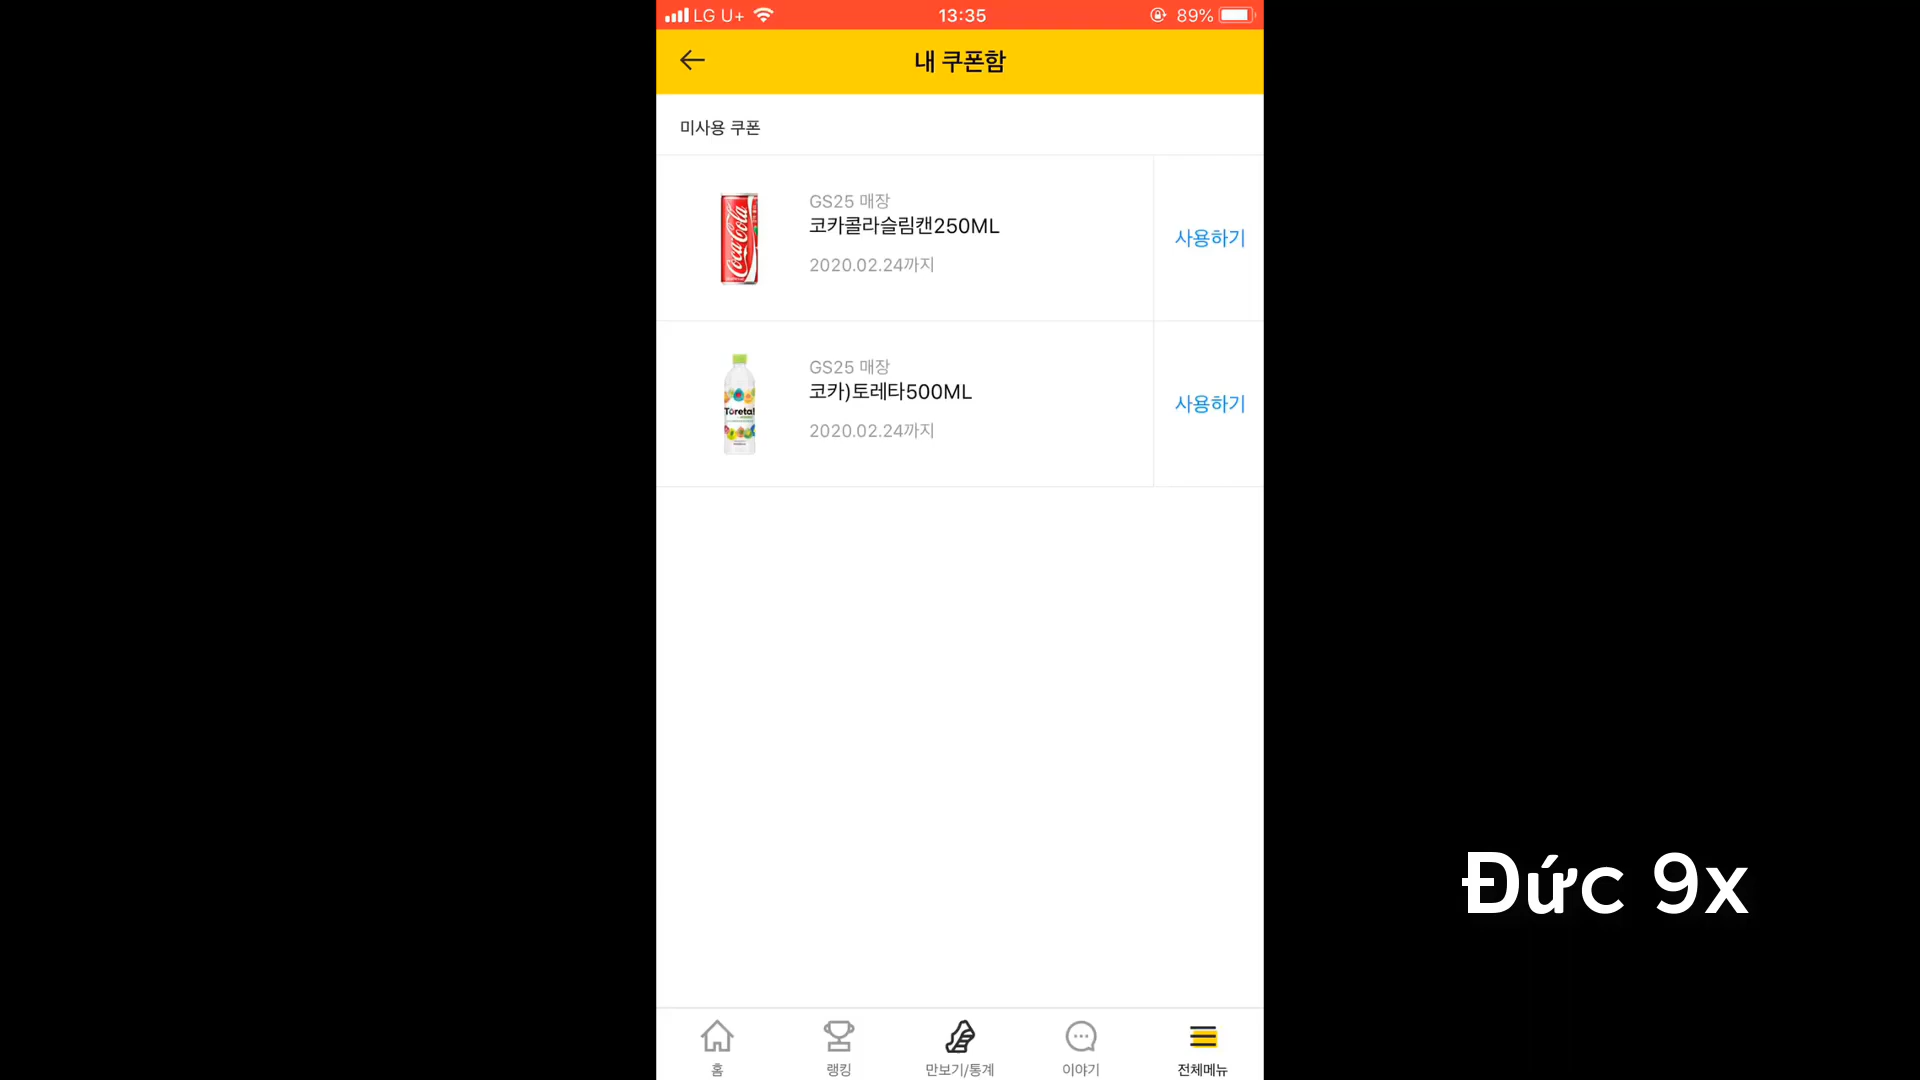 LG U+ 13:35 89%
내 쿠폰함
미사용 쿠폰
GS25 매장
코카콜라슬림캔250ML
2020.02.24까지
사용하기
Coca-Cola
GS25 매장
코카)토레타500ML
2020.02.24까지
사용하기
Toreta!
Đức 9x
홈
랭킹
만보기/통계
이야기
전체메뉴